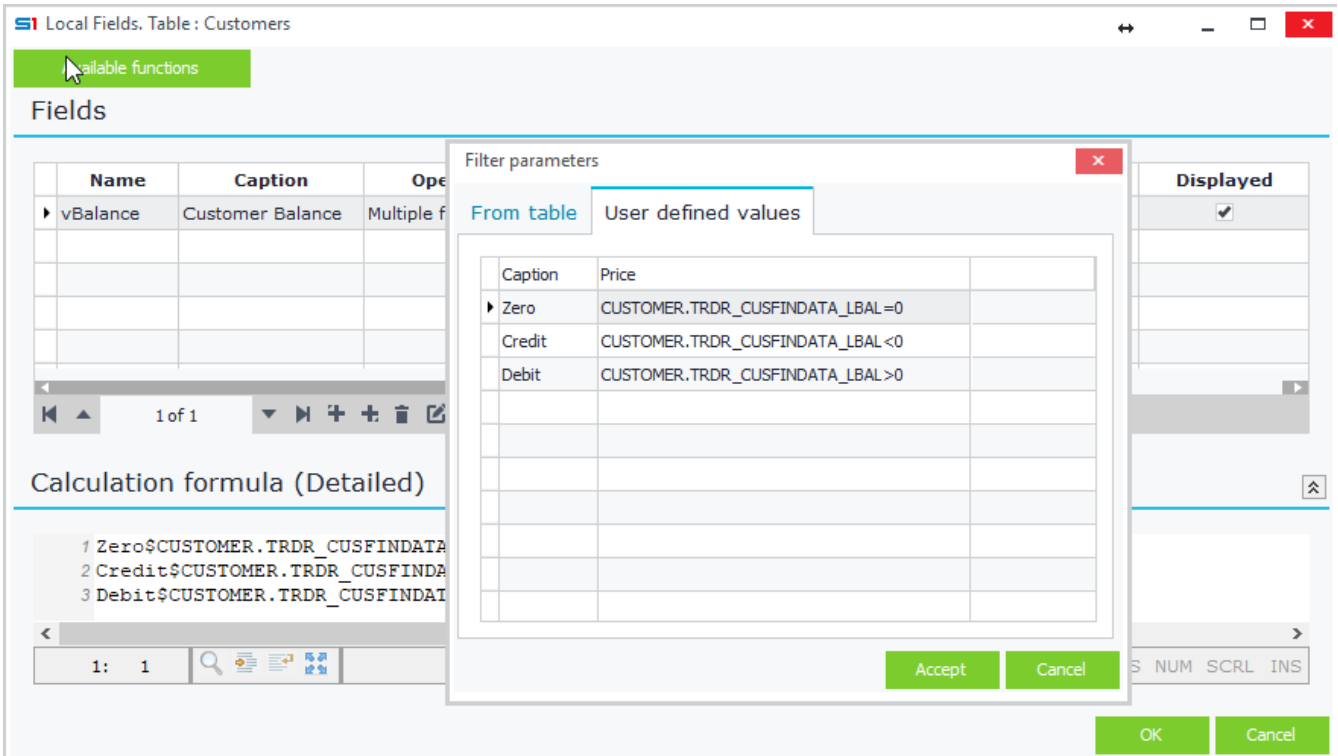 S1 Local Fields. Table : Customers
Available functions
Fields
Name Caption Ope Displayed
vBalance Customer Balance Multiple f
1 of 1
Filter parameters
From table User defined values
Caption Price
Zero CUSTOMER.TRDR_CUSFINDATA_LBAL=0
Credit CUSTOMER.TRDR_CUSFINDATA_LBAL<0
Debit CUSTOMER.TRDR_CUSFINDATA_LBAL>0
Accept Cancel
Calculation formula (Detailed)
1 Zero$CUSTOMER.TRDR_CUSFINDATA
2 Credit$CUSTOMER.TRDR_CUSFINDA
3 Debit$CUSTOMER.TRDR_CUSFINDAT
1: 1 S NUM SCRL INS
OK Cancel